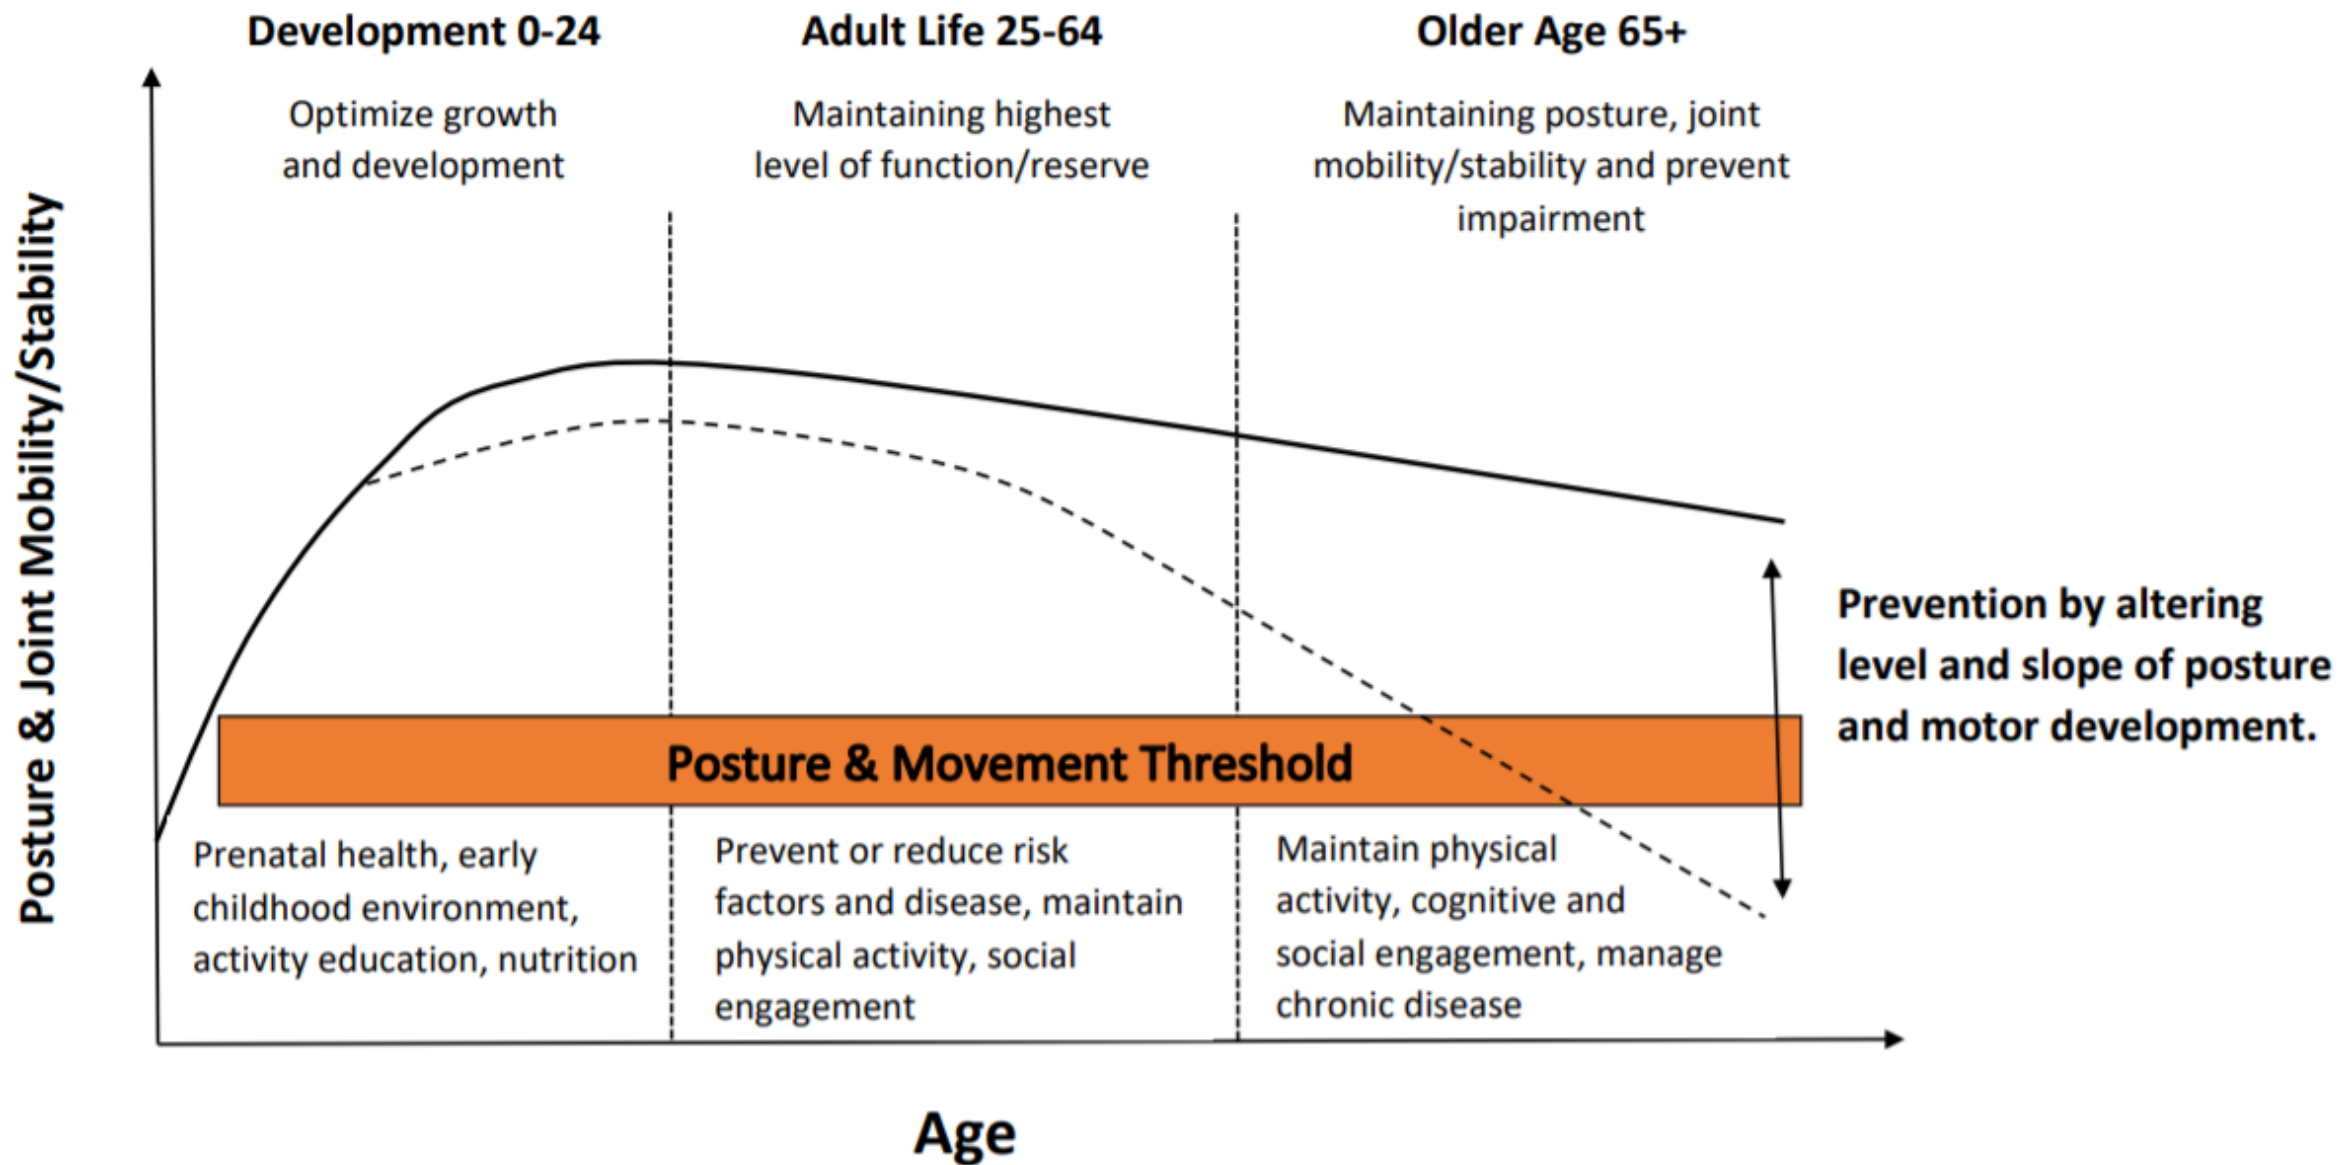 Development 0-24
Adult Life 25-64
Older Age 65+
Optimize growth
and development
Maintaining highest
level of function/reserve
Maintaining posture, joint
mobility/stability and prevent
impairment
Posture & Joint Mobility/Stability
Prevention by altering
level and slope of posture
and motor development.
Posture & Movement Threshold
Prenatal health, early
childhood environment,
activity education, nutrition
Prevent or reduce risk
factors and disease, maintain
physical activity, social
engagement
Maintain physical
activity, cognitive and
social engagement, manage
chronic disease
Age